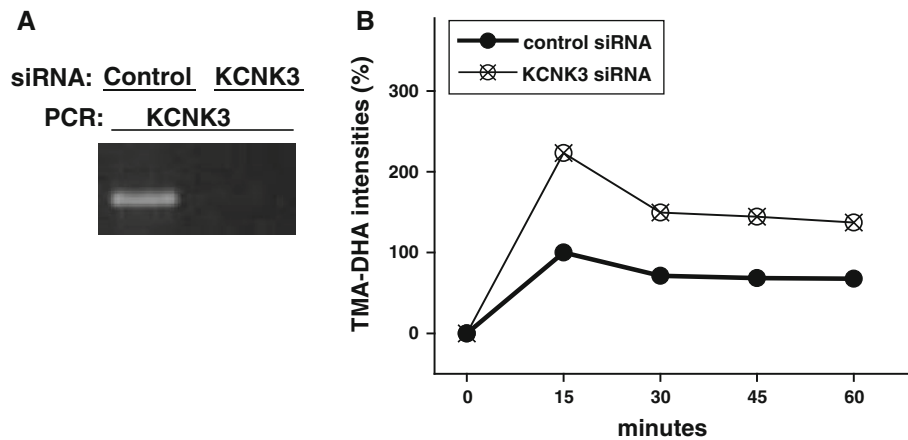 A
siRNA: Control KCNK3
PCR: KCNK3
B
control siRNA
KCNK3 siRNA
TMA-DHA intensities (%)
300
200
100
0
0 15 30 45 60
minutes